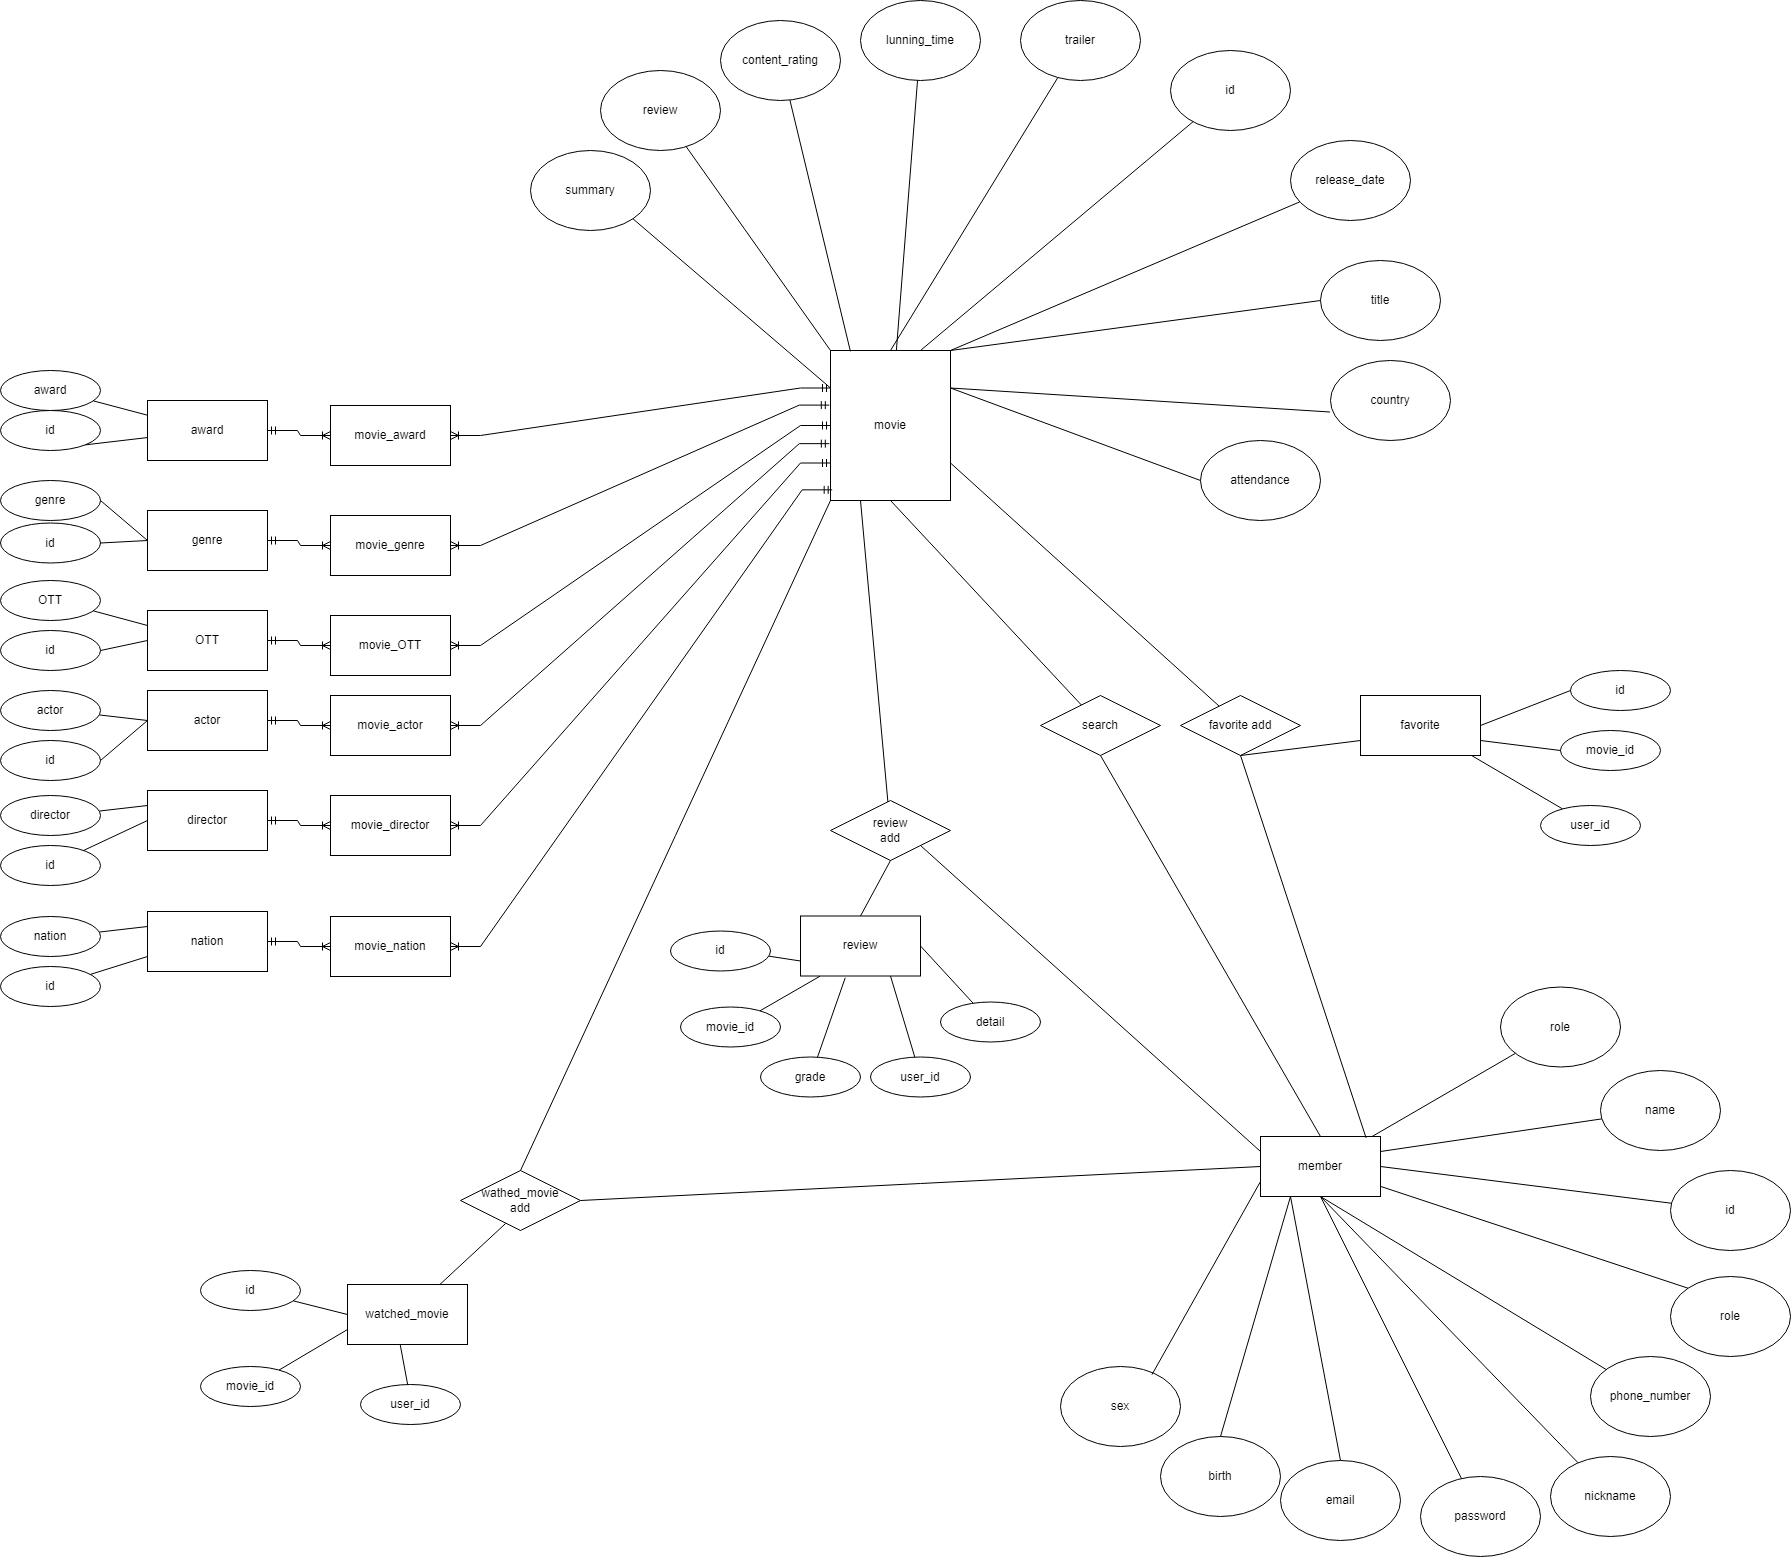 lunning_time
trailer
content_rating
id
review
release_date
summary
title
country
award
id
award
movie_award
movie
attendance
genre
id
genre
movie_genre
OTT
id
OTT
movie_OTT
actor
id
actor
movie_actor
search
favorite add
favorite
id
movie_id
user_id
director
id
director
movie_director
review
add
nation
id
nation
movie_nation
review
id
movie_id
grade
user_id
detail
role
name
member
id
wathed_movie
add
role
id
watched_movie
movie_id
user_id
phone_number
sex
birth
email
password
nickname